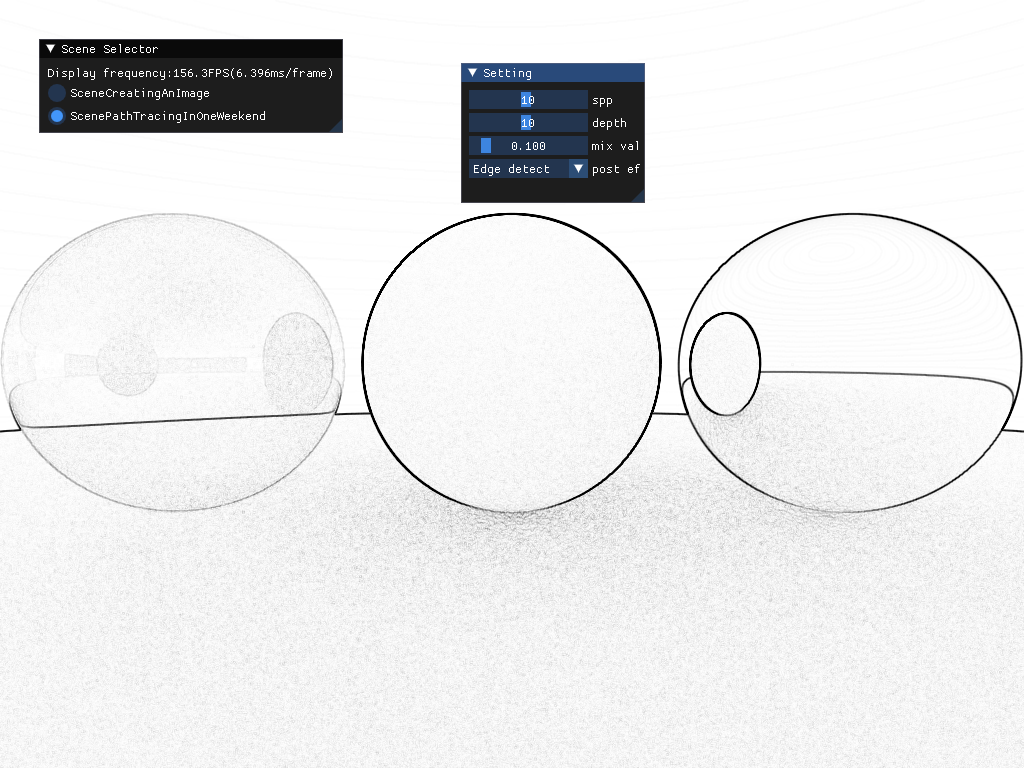 Scene Selector
Display frequency:156.3FPS(6.396ms/frame)
SceneCreatingAnImage
ScenePathTracingInOneWeekend
Setting
10 spp
10 depth
0.100 mix val
Edge detect post ef